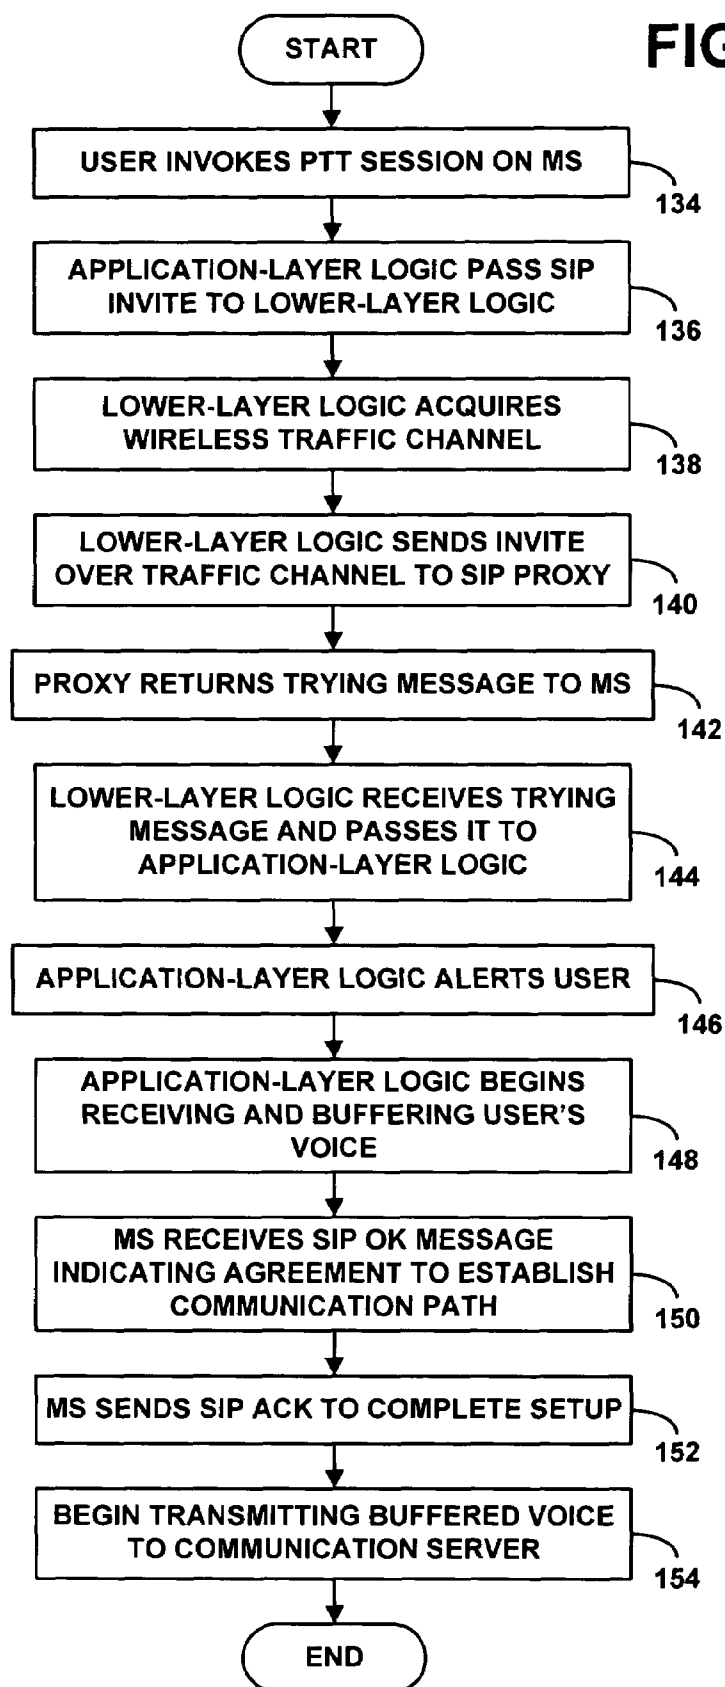 START
FIG
USER INVOKES PTT SESSION ON MS
134
APPLICATION-LAYER LOGIC PASS SIP
INVITE TO LOWER-LAYER LOGIC
136
LOWER-LAYER LOGIC ACQUIRES
WIRELESS TRAFFIC CHANNEL
138
LOWER-LAYER LOGIC SENDS INVITE
OVER TRAFFIC CHANNEL TO SIP PROXY
140
PROXY RETURNS TRYING MESSAGE TO MS
142
LOWER-LAYER LOGIC RECEIVES TRYING
MESSAGE AND PASSES IT TO
APPLICATION-LAYER LOGIC
144
APPLICATION-LAYER LOGIC ALERTS USER
146
APPLICATION-LAYER LOGIC BEGINS
RECEIVING AND BUFFERING USER'S
VOICE
148
MS RECEIVES SIP OK MESSAGE
INDICATING AGREEMENT TO ESTABLISH
COMMUNICATION PATH
150
MS SENDS SIP ACK TO COMPLETE SETUP
152
BEGIN TRANSMITTING BUFFERED VOICE
TO COMMUNICATION SERVER
154
END